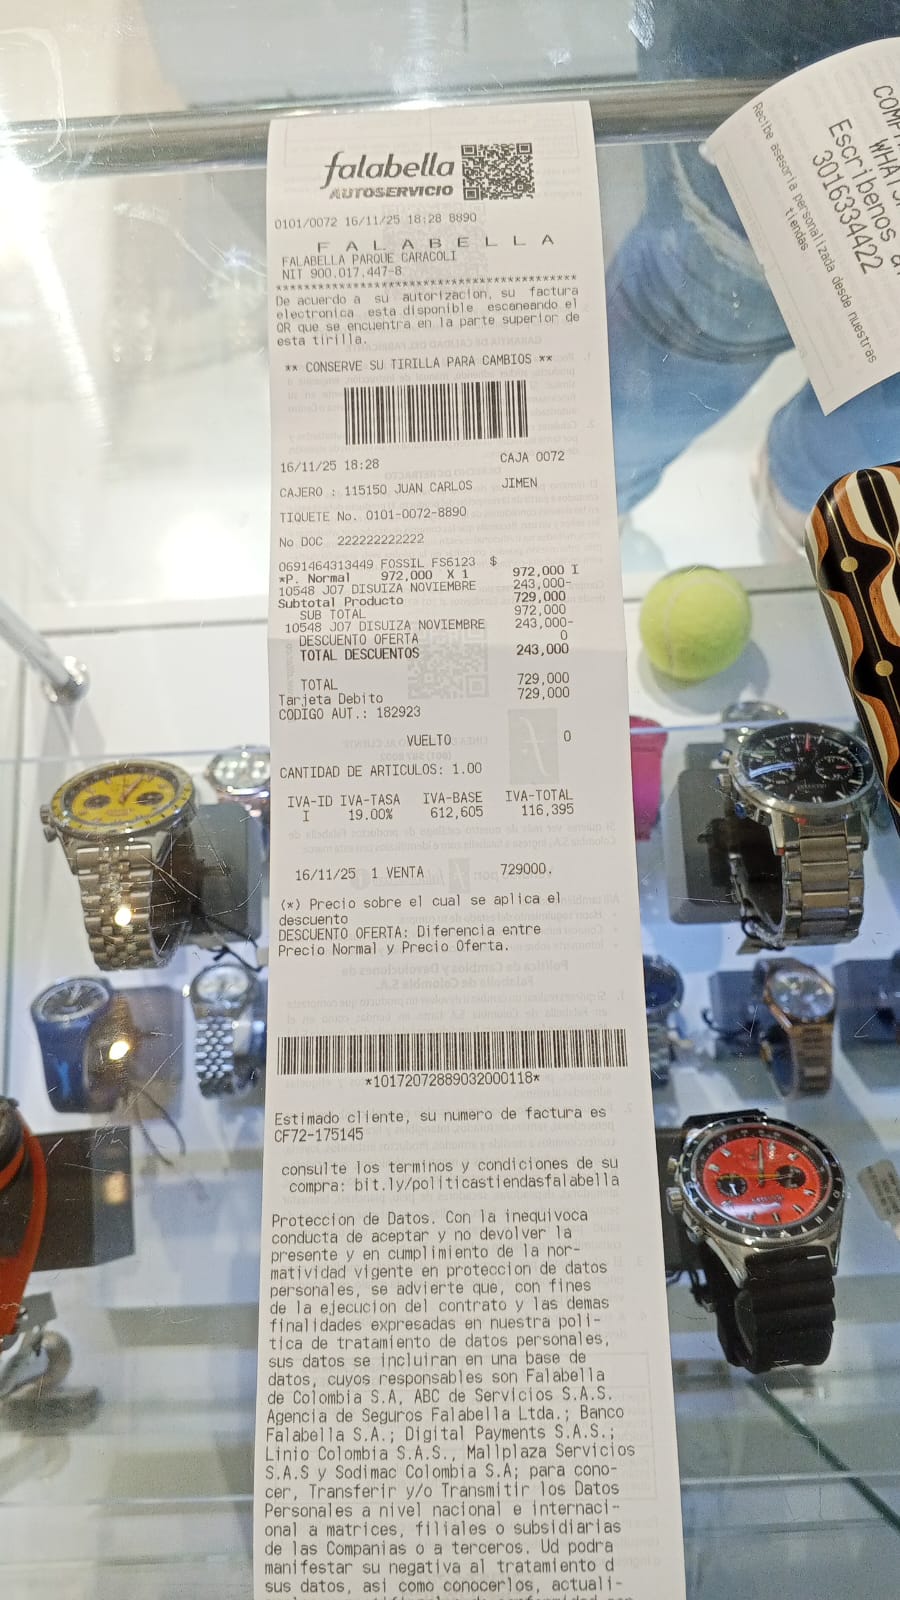 falabella
AUTOSERVICIO
0101/0072 16/11/25 18:28 8890
F A L A B E L L A
FALABELLA PARQUE CARACOLI
NIT 900.017.447-8
****************************************
De acuerdo a su autorizacion, su factura
electronica esta disponible escaneando el
QR que se encuentra en la parte superior de
esta tirilla.
** CONSERVE SU TIRILLA PARA CAMBIOS **
16/11/25 18:28 CAJA 0072
CAJERO : 115150 JUAN CARLOS JIMEN
TIQUETE No. 0101-0072-8890
No DOC 222222222222
0691464313449 FOSSIL FS6123 $
*P. Normal 972,000 X 1 972,000 I
10548 J07 DISUIZA NOVIEMBRE 243,000-
Subtotal Producto 729,000
SUB TOTAL 972,000
10548 J07 DISUIZA NOVIEMBRE 243,000-
DESCUENTO OFERTA 0
TOTAL DESCUENTOS 243,000
TOTAL 729,000
Tarjeta Debito 729,000
CODIGO AUT.: 182923
VUELTO 0
CANTIDAD DE ARTICULOS: 1.00
IVA-ID IVA-TASA IVA-BASE IVA-TOTAL
I 19.00% 612,605 116,395
16/11/25 1 VENTA 729000.
(*) Precio sobre el cual se aplica el
descuento
DESCUENTO OFERTA: Diferencia entre
Precio Normal y Precio Oferta.
*10172072889032000118*
Estimado cliente, su numero de factura es
CF72-175145
consulte los terminos y condiciones de su
compra: bit.ly/politicastiendasfalabella
Proteccion de Datos. Con la inequivoca
conducta de aceptar y no devolver la
presente y en cumplimiento de la nor-
matividad vigente en proteccion de datos
personales, se advierte que, con fines
de la ejecucion del contrato y las demas
finalidades expresadas en nuestra poli-
tica de tratamiento de datos personales,
sus datos se incluiran en una base de
datos, cuyos responsables son Falabella
de Colombia S.A, ABC de Servicios S.A.S.
Agencia de Seguros Falabella Ltda.; Banco
Falabella S.A.; Digital Payments S.A.S.;
Linio Colombia S.A.S., Mallplaza Servicios
S.A.S y Sodimac Colombia S.A; para cono-
cer, Transferir y/o Transmitir los Datos
Personales a nivel nacional e internaci-
onal a matrices, filiales o subsidiarias
de las Companias o a terceros. Ud podra
manifestar su negativa al tratamiento d
sus datos, asi como conocerlos, actuali-
Escribenos
3016334422
Recibe asesoria personalizada desde nuestras
tiendas